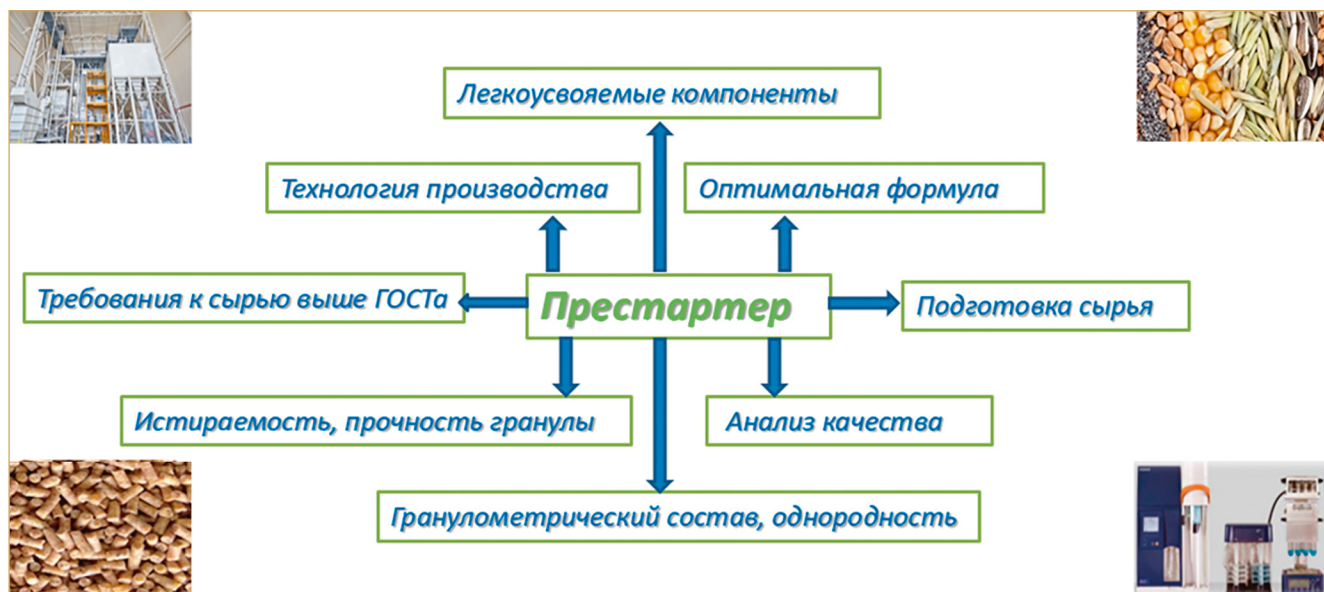 Легкоусвояемые компоненты
Технология производства
Оптимальная формула
Требования к сырью выше ГОСТа
Престартер
Подготовка сырья
Истираемость, прочность гранулы
Анализ качества
Гранулометрический состав, однородность